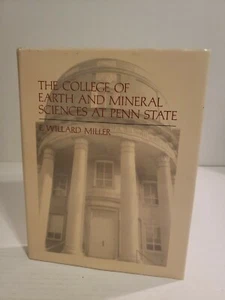 THE COLLEGE OF
EARTH AND MINERAL
SCIENCES AT PENN STATE
E. WILLARD MILLER